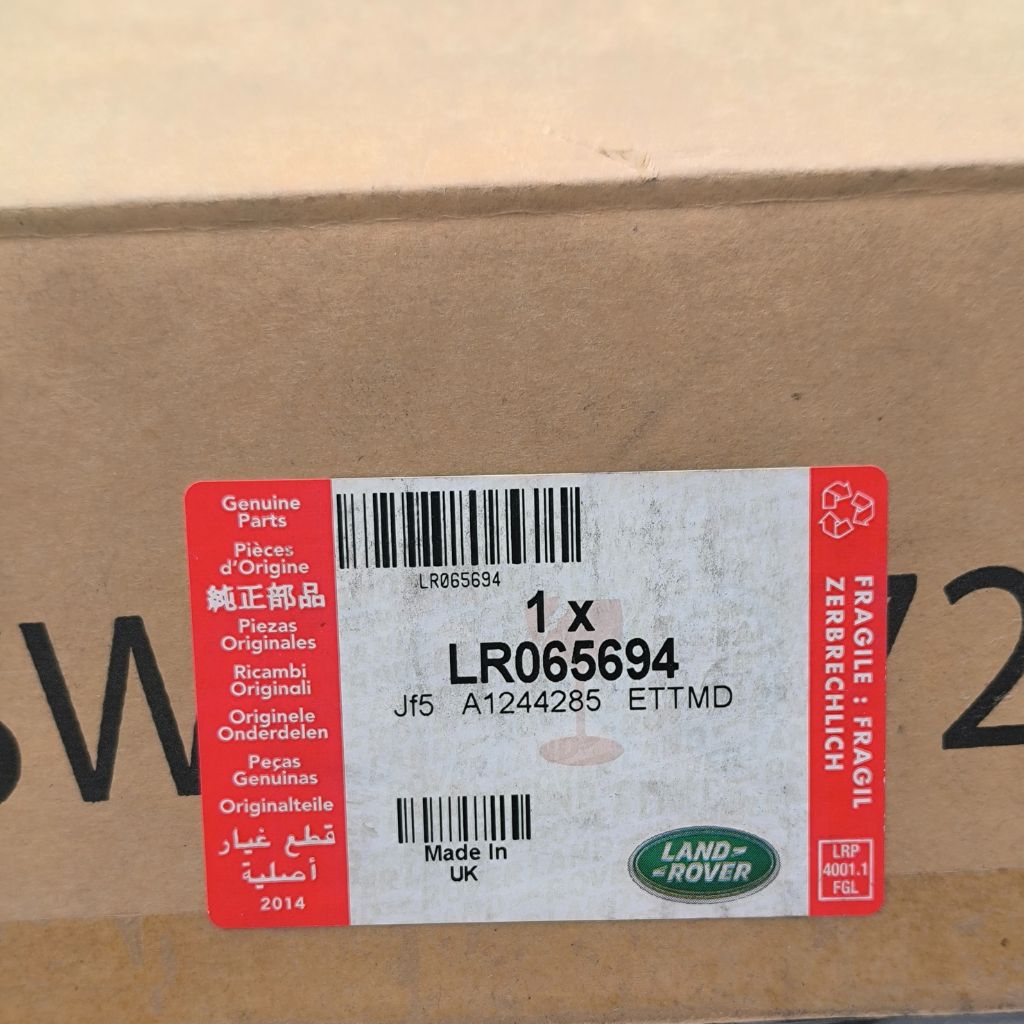 Genuine
Parts
Pièces
d'Origine
純正部品
Piezas
Originales
Ricambi
Originali
Originele
Onderdelen
Peças
Genuinas
Originalteile
قطع غيار
أصلية
2014
LR065694
1 x
LR065694
Jf5 A1244285 ETTMD
Made In
UK
LAND-
-ROVER
FRAGILE : FRAGIL
ZERBRECHLICH
LRP
4001.1
FGL
W
72